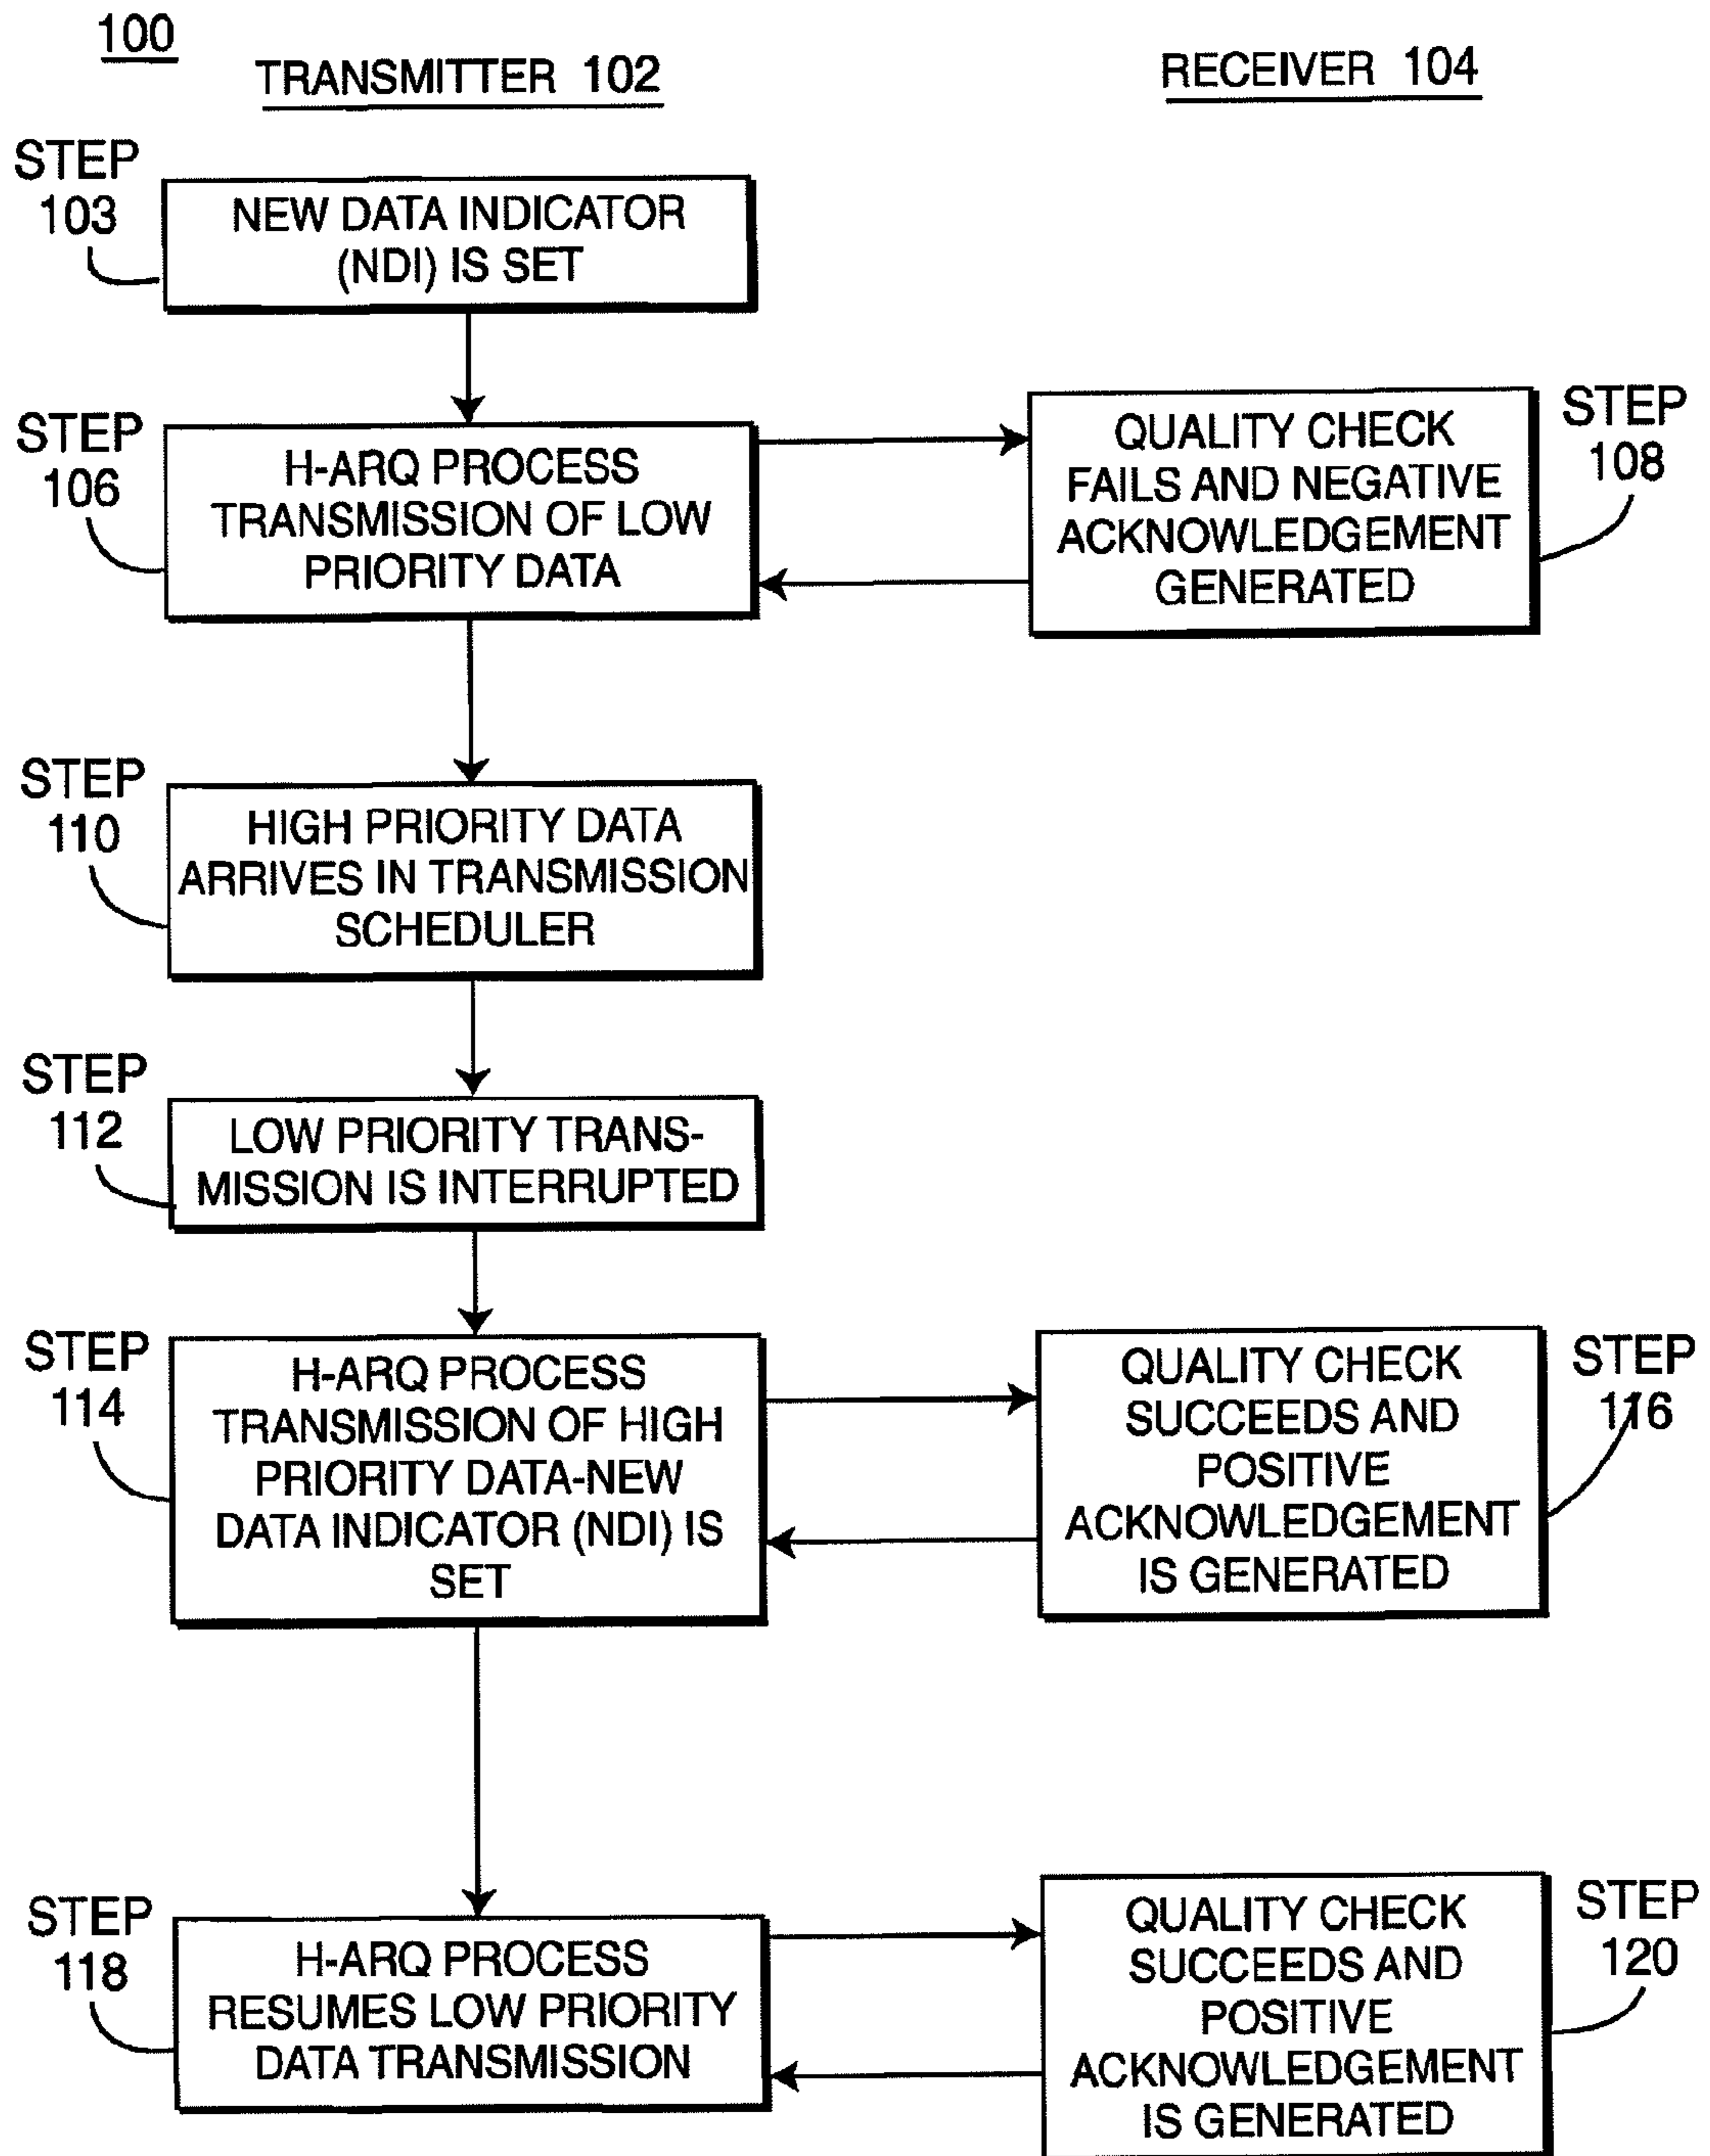 100
TRANSMITTER 102
RECEIVER 104
STEP
103
NEW DATA INDICATOR
(NDI) IS SET
STEP
106
H-ARQ PROCESS
TRANSMISSION OF LOW
PRIORITY DATA
QUALITY CHECK
FAILS AND NEGATIVE
ACKNOWLEDGEMENT
GENERATED
STEP
108
STEP
110
HIGH PRIORITY DATA
ARRIVES IN TRANSMISSION
SCHEDULER
STEP
112
LOW PRIORITY TRANS-
MISSION IS INTERRUPTED
STEP
114
H-ARQ PROCESS
TRANSMISSION OF HIGH
PRIORITY DATA-NEW
DATA INDICATOR (NDI) IS
SET
QUALITY CHECK
SUCCEEDS AND
POSITIVE
ACKNOWLEDGEMENT
IS GENERATED
STEP
116
STEP
118
H-ARQ PROCESS
RESUMES LOW PRIORITY
DATA TRANSMISSION
QUALITY CHECK
SUCCEEDS AND
POSITIVE
ACKNOWLEDGEMENT
IS GENERATED
STEP
120